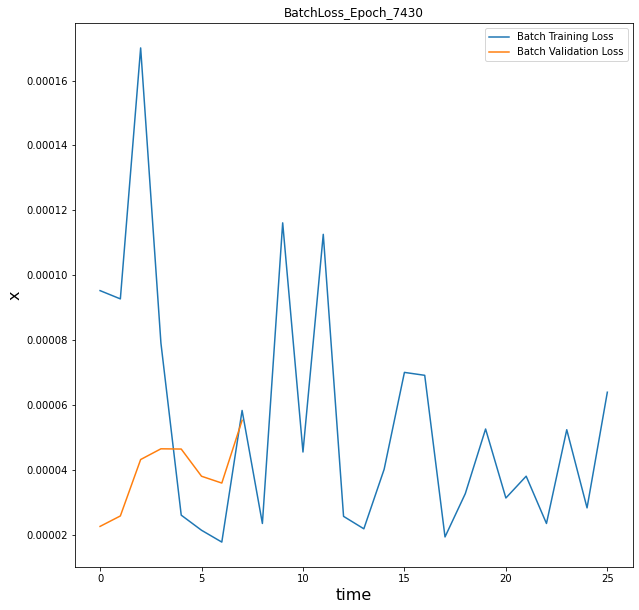 BatchLoss_Epoch_7430
Batch Training Loss
Batch Validation Loss
0.00016
0.00014
0.00012
0.00010
0.00008
0.00006
0.00004
0.00002
x
0 5 10 15 20 25
time